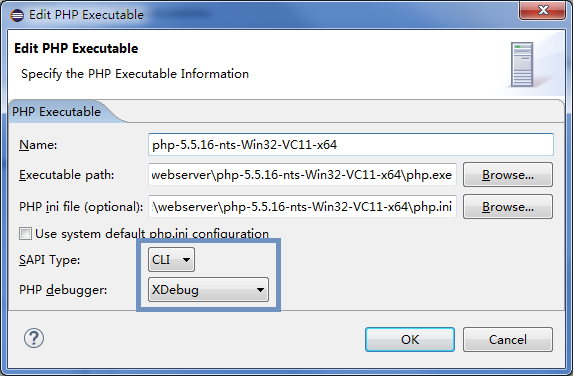 Edit PHP Executable
Edit PHP Executable
Specify the PHP Executable Information
PHP Executable
Name: php-5.5.16-nts-Win32-VC11-x64
Executable path: webserver\php-5.5.16-nts-Win32-VC11-x64\php.exe Browse...
PHP ini file (optional): :\webserver\php-5.5.16-nts-Win32-VC11-x64\php.ini Browse...
Use system default php.ini configuration
SAPI Type: CLI
PHP debugger: XDebug
? OK Cancel